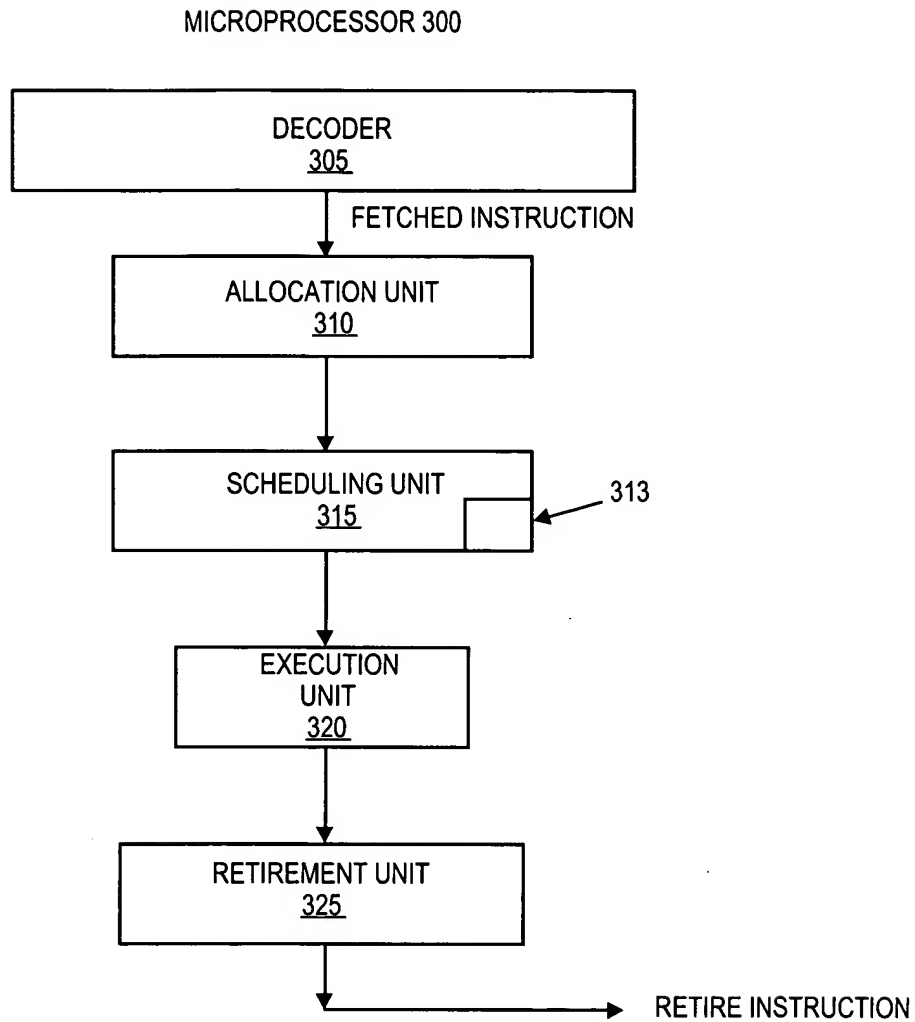 MICROPROCESSOR 300
DECODER
305
FETCHED INSTRUCTION
ALLOCATION UNIT
310
SCHEDULING UNIT
315
313
EXECUTION
UNIT
320
RETIREMENT UNIT
325
RETIRE INSTRUCTION